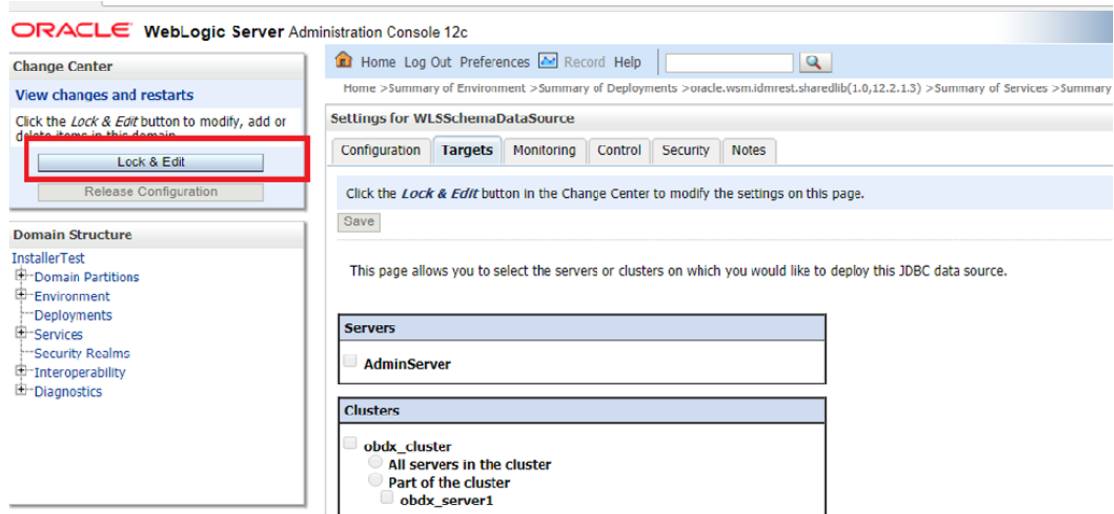 ORACLE WebLogic Server Administration Console 12c
Change Center
View changes and restarts
Click the Lock & Edit button to modify, add or
delete items in this domain.
Lock & Edit
Release Configuration
Domain Structure
InstallerTest
Domain Partitions
Environment
Deployments
Services
Security Realms
Interoperability
Diagnostics
Home Log Out Preferences Record Help
Home >Summary of Environment >Summary of Deployments >oracle.wsm.idmrest.sharedlib(1.0,12.2.1.3) >Summary of Services >Summary
Settings for WLSSchemaDataSource
Configuration Targets Monitoring Control Security Notes
Click the Lock & Edit button in the Change Center to modify the settings on this page.
Save
This page allows you to select the servers or clusters on which you would like to deploy this JDBC data source.
Servers
AdminServer
Clusters
obdx_cluster
All servers in the cluster
Part of the cluster
obdx_server1